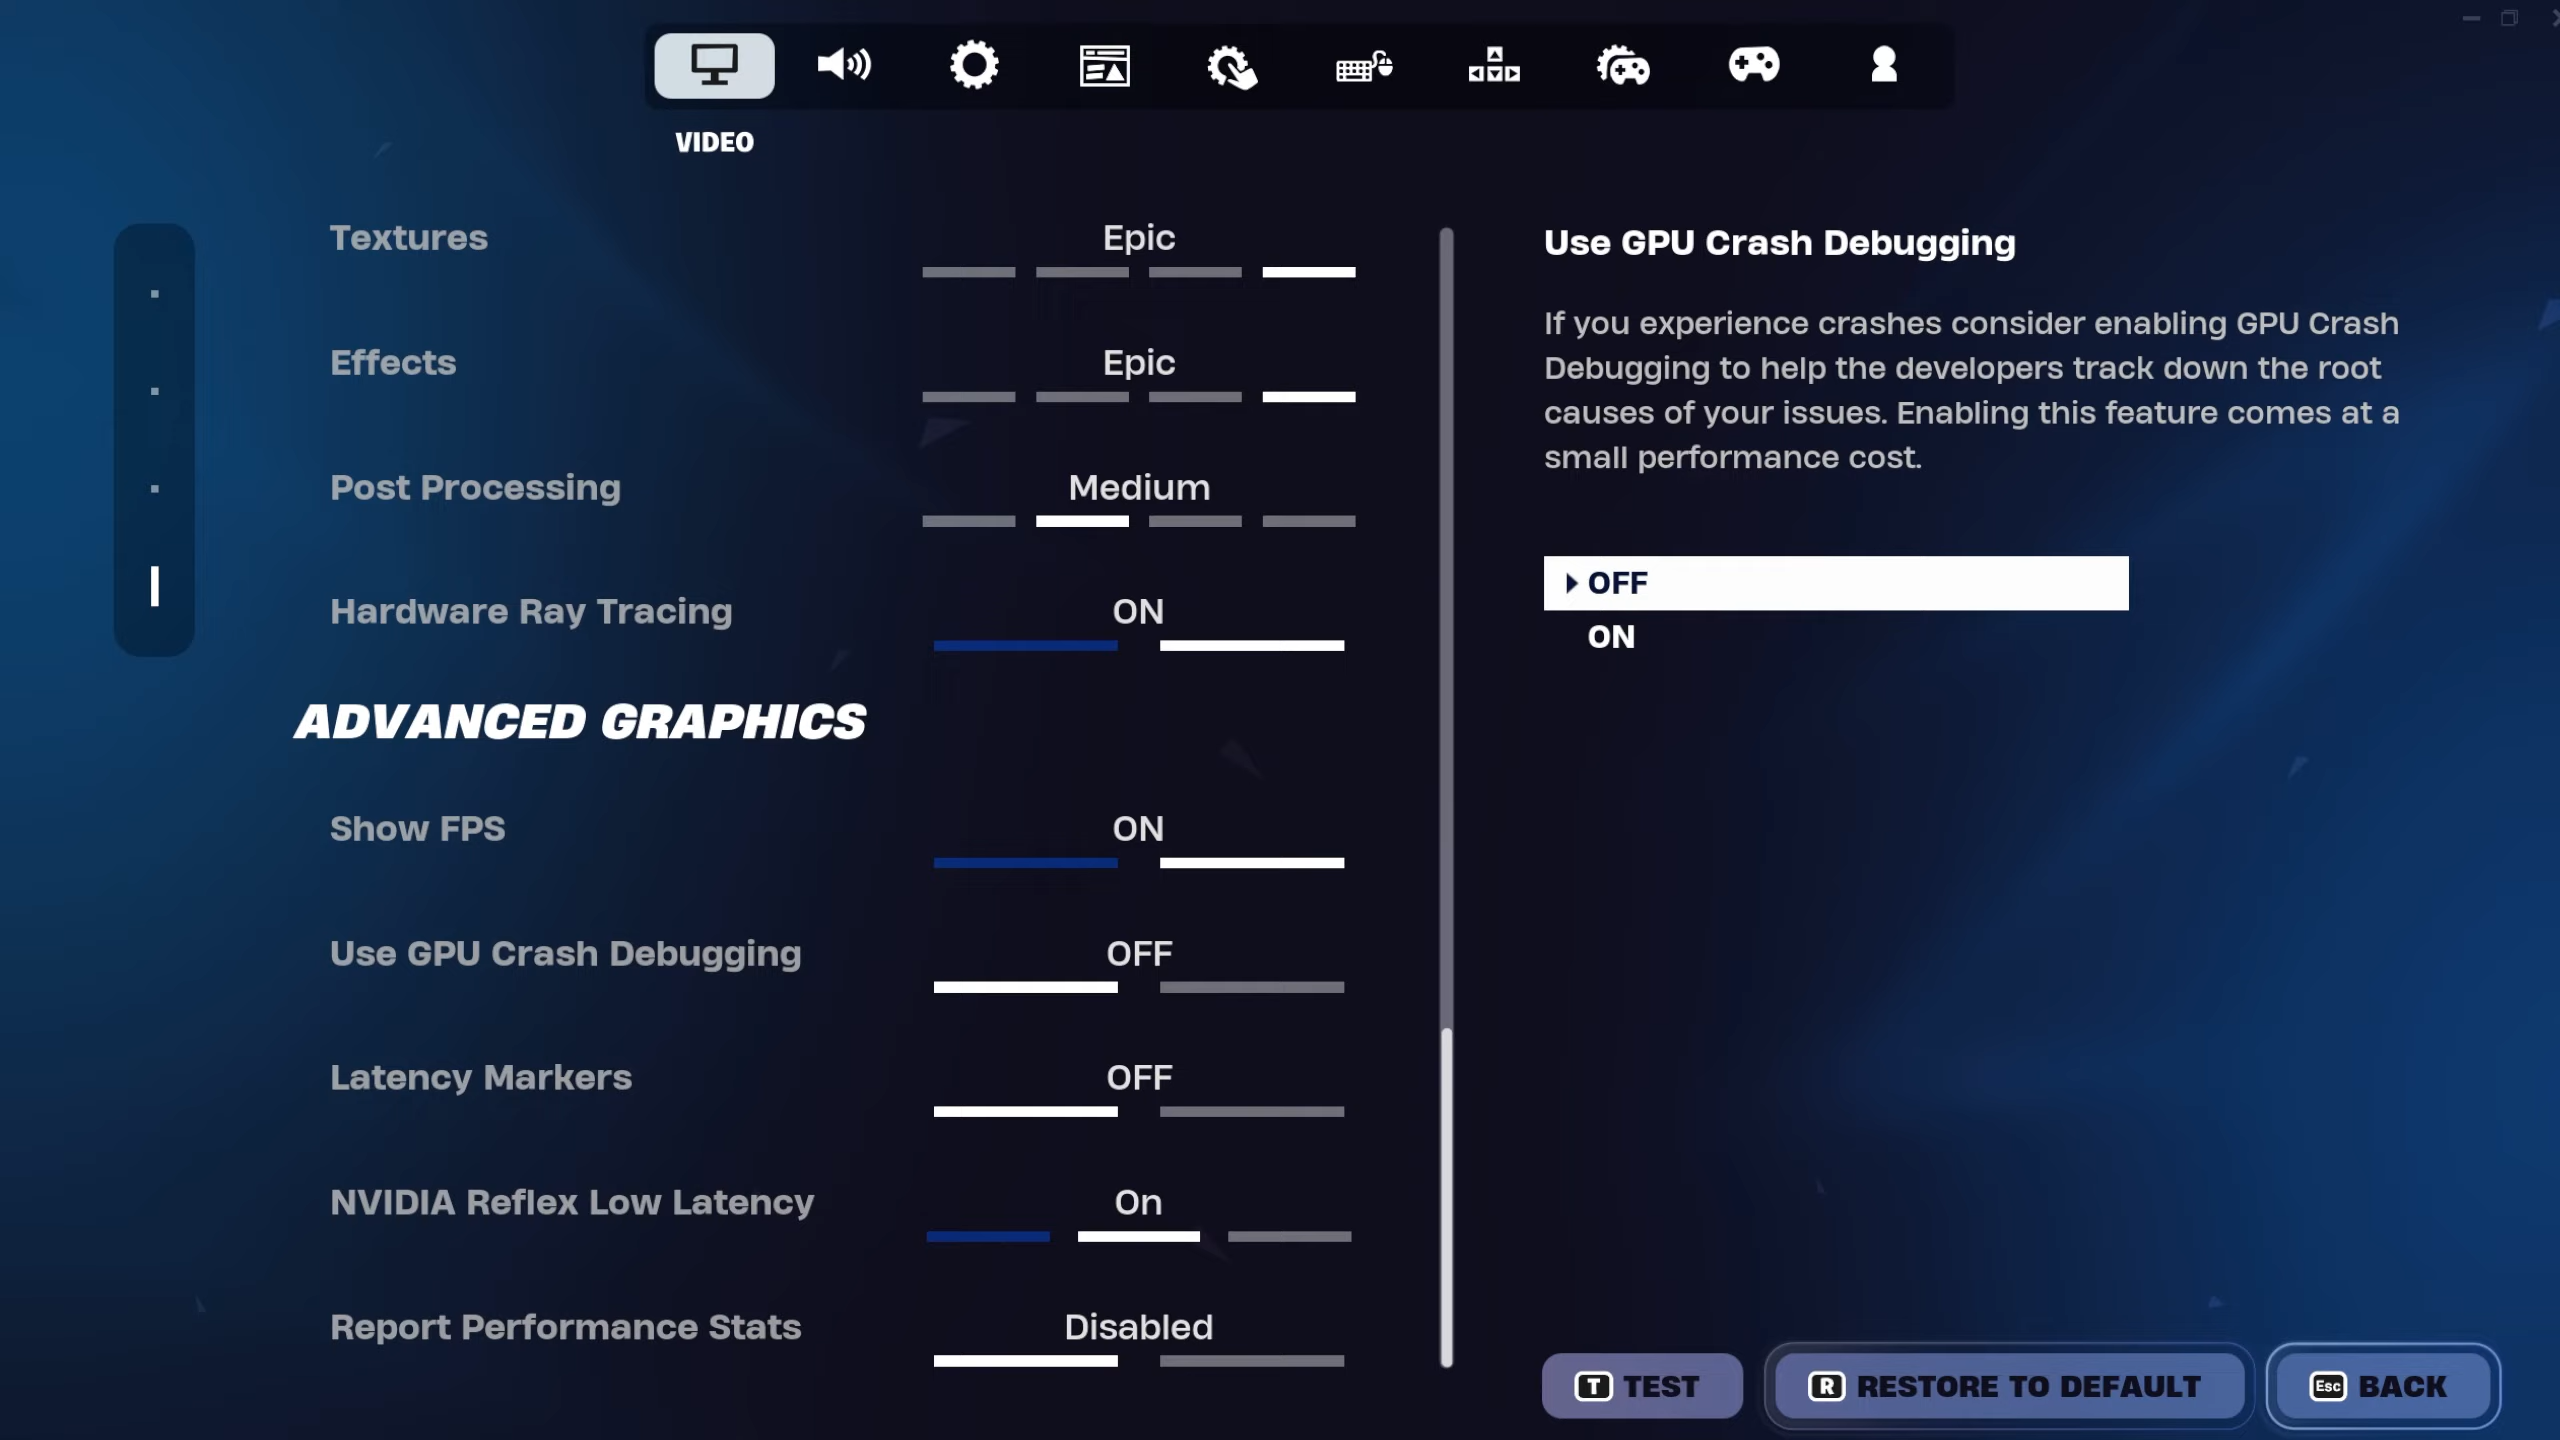 VIDEO
Textures
Epic
Effects
Epic
Post Processing
Medium
Hardware Ray Tracing
ON
ADVANCED GRAPHICS
Show FPS
ON
Use GPU Crash Debugging
OFF
Latency Markers
OFF
NVIDIA Reflex Low Latency
On
Report Performance Stats
Disabled
Use GPU Crash Debugging
If you experience crashes consider enabling GPU Crash
Debugging to help the developers track down the root
causes of your issues. Enabling this feature comes at a
small performance cost.
OFF
ON
T TEST
R RESTORE TO DEFAULT
Esc BACK